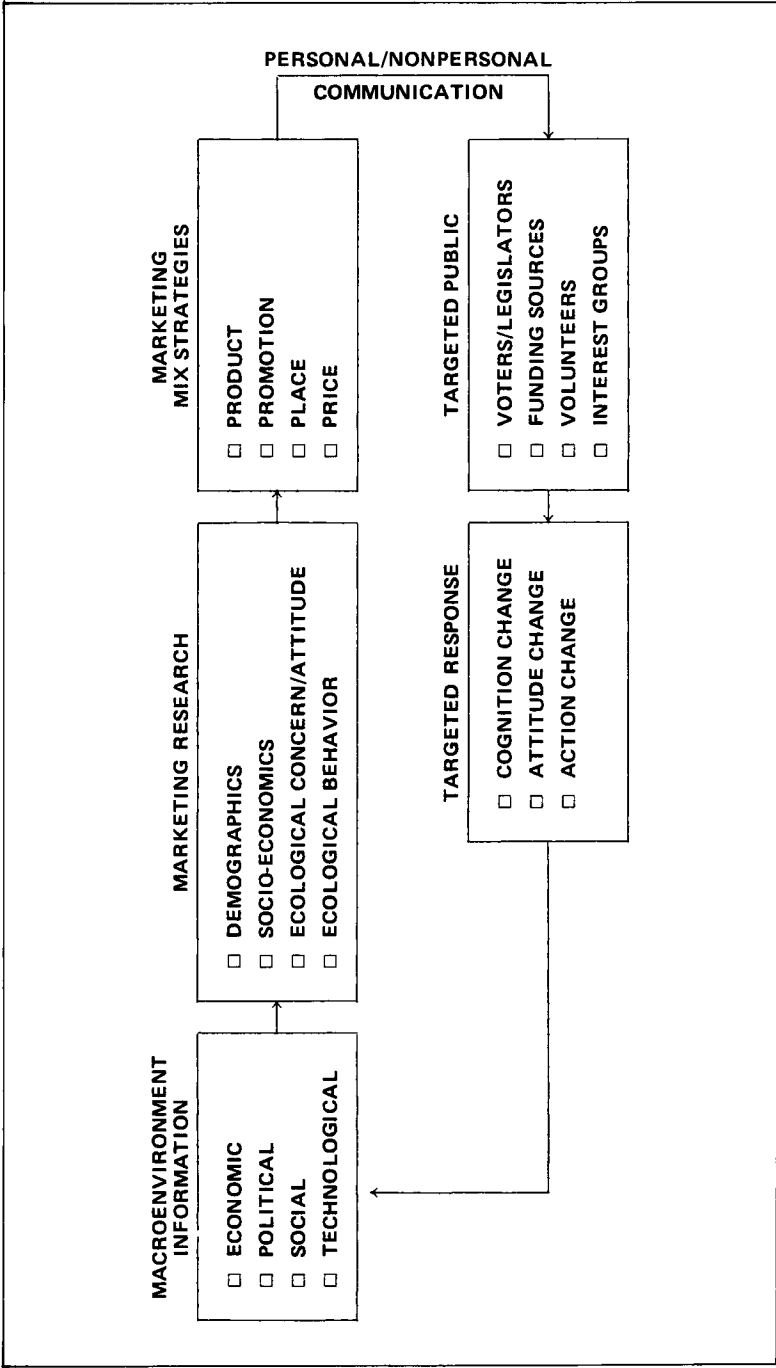 MACROENVIRONMENT
INFORMATION
□ ECONOMIC
□ POLITICAL
□ SOCIAL
□ TECHNOLOGICAL
MARKETING RESEARCH
□ DEMOGRAPHICS
□ SOCIO-ECONOMICS
□ ECOLOGICAL CONCERN/ATTITUDE
□ ECOLOGICAL BEHAVIOR
MARKETING
MIX STRATEGIES
□ PRODUCT
□ PROMOTION
□ PLACE
□ PRICE
PERSONAL/NONPERSONAL
COMMUNICATION
TARGETED PUBLIC
□ VOTERS/LEGISLATORS
□ FUNDING SOURCES
□ VOLUNTEERS
□ INTEREST GROUPS
TARGETED RESPONSE
□ COGNITION CHANGE
□ ATTITUDE CHANGE
□ ACTION CHANGE